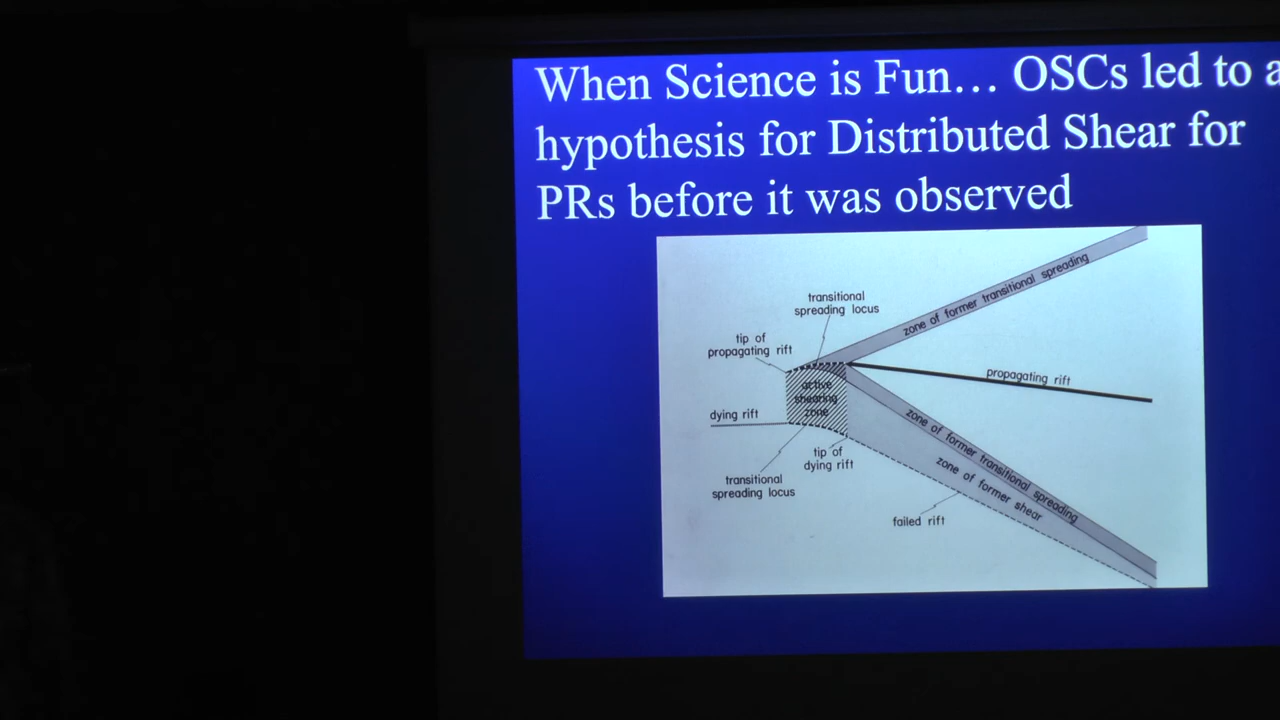 When Science is Fun... OSCs led to a
hypothesis for Distributed Shear for
PRs before it was observed
transitional
spreading locus
zone of former transitional spreading
tip of
propagating rift
propagating rift
active
shearing
zone
dying rift
zone of former transitional spreading
tip of
dying rift
zone of former shear
transitional
spreading locus
failed rift